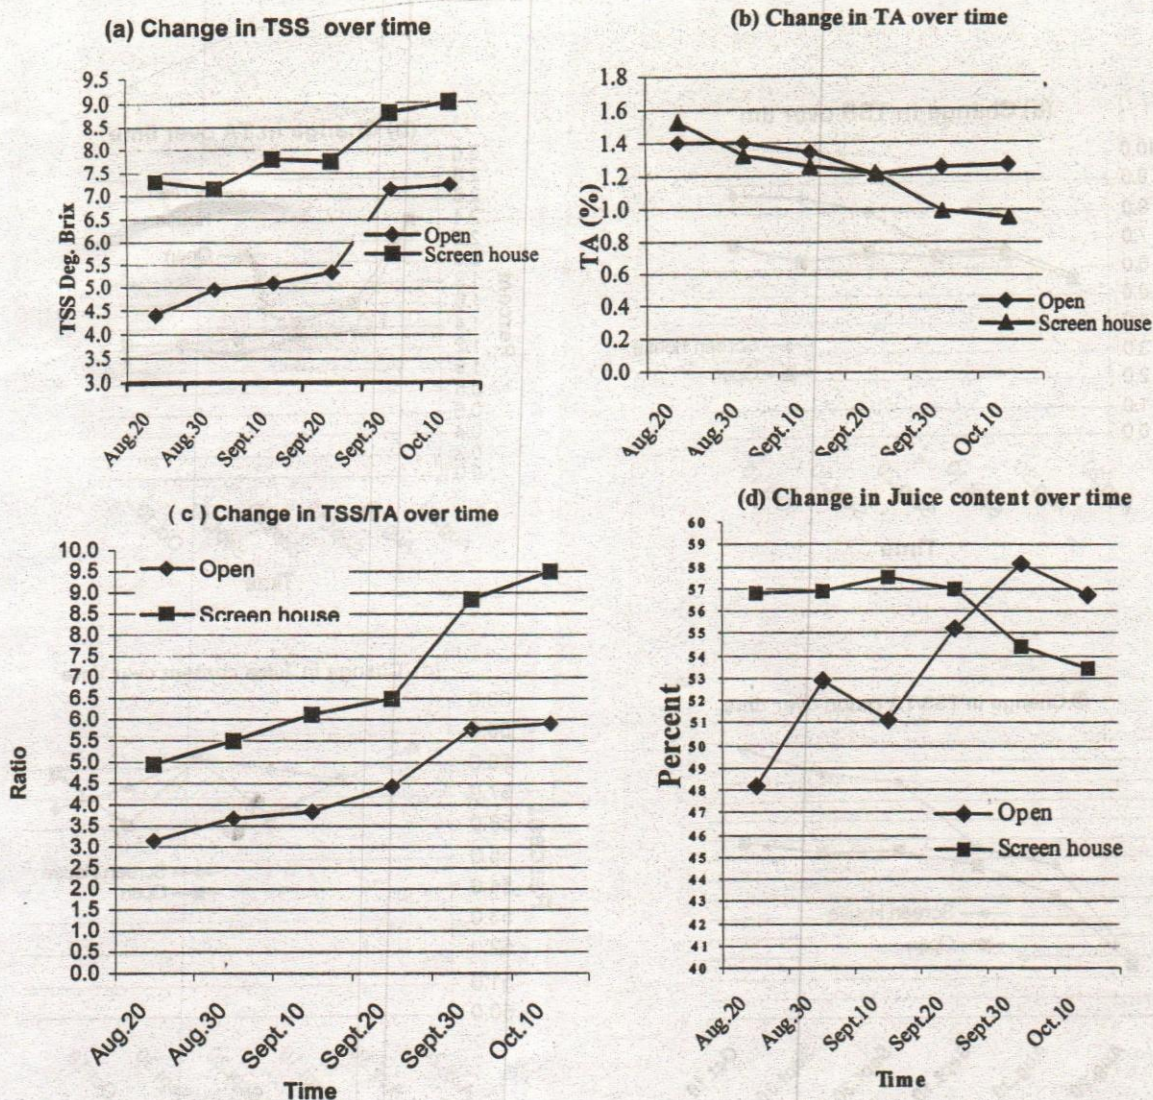 (a) Change in TSS over time
9.5
9.0
8.5
8.0
7.5
7.0
6.5
6.0
5.5
5.0
4.5
4.0
3.5
3.0
TSS Deg. Brix
Open
Screen house
Aug.20
Aug.30
Sept.10
Sept.20
Sept.30
Oct.10
(b) Change in TA over time
1.8
1.6
1.4
1.2
1.0
0.8
0.6
0.4
0.2
0.0
TA (%)
Open
Screen house
Aug.20
Aug.30
Sept.10
Sept.20
Sept.30
Oct.10
( c ) Change in TSS/TA over time
10.0
9.5
9.0
8.5
8.0
7.5
7.0
6.5
6.0
5.5
5.0
4.5
4.0
3.5
3.0
2.5
2.0
1.5
1.0
0.5
0.0
Ratio
Open
Screen house
Aug.20
Aug.30
Sept.10
Sept.20
Sept.30
Oct.10
Time
(d) Change in Juice content over time
60
59
58
57
56
55
54
53
52
51
50
49
48
47
46
45
44
43
42
41
40
Percent
Open
Screen house
Aug.20
Aug.30
Sept.10
Sept.20
Sept.30
Oct.10
Time